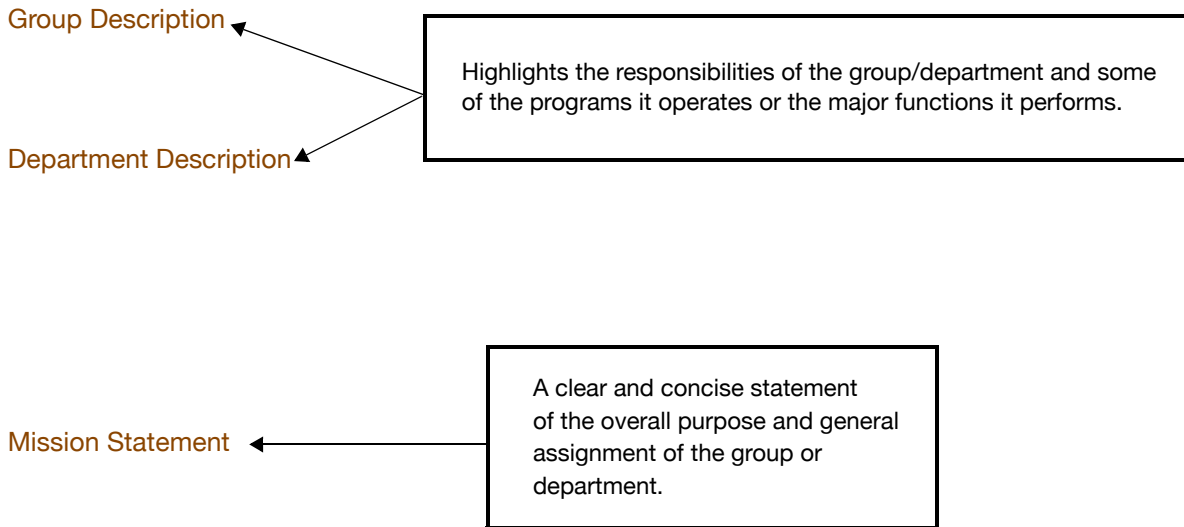 Group Description
Highlights the responsibilities of the group/department and some
of the programs it operates or the major functions it performs.
Department Description
A clear and concise statement
of the overall purpose and general
assignment of the group or
department.
Mission Statement